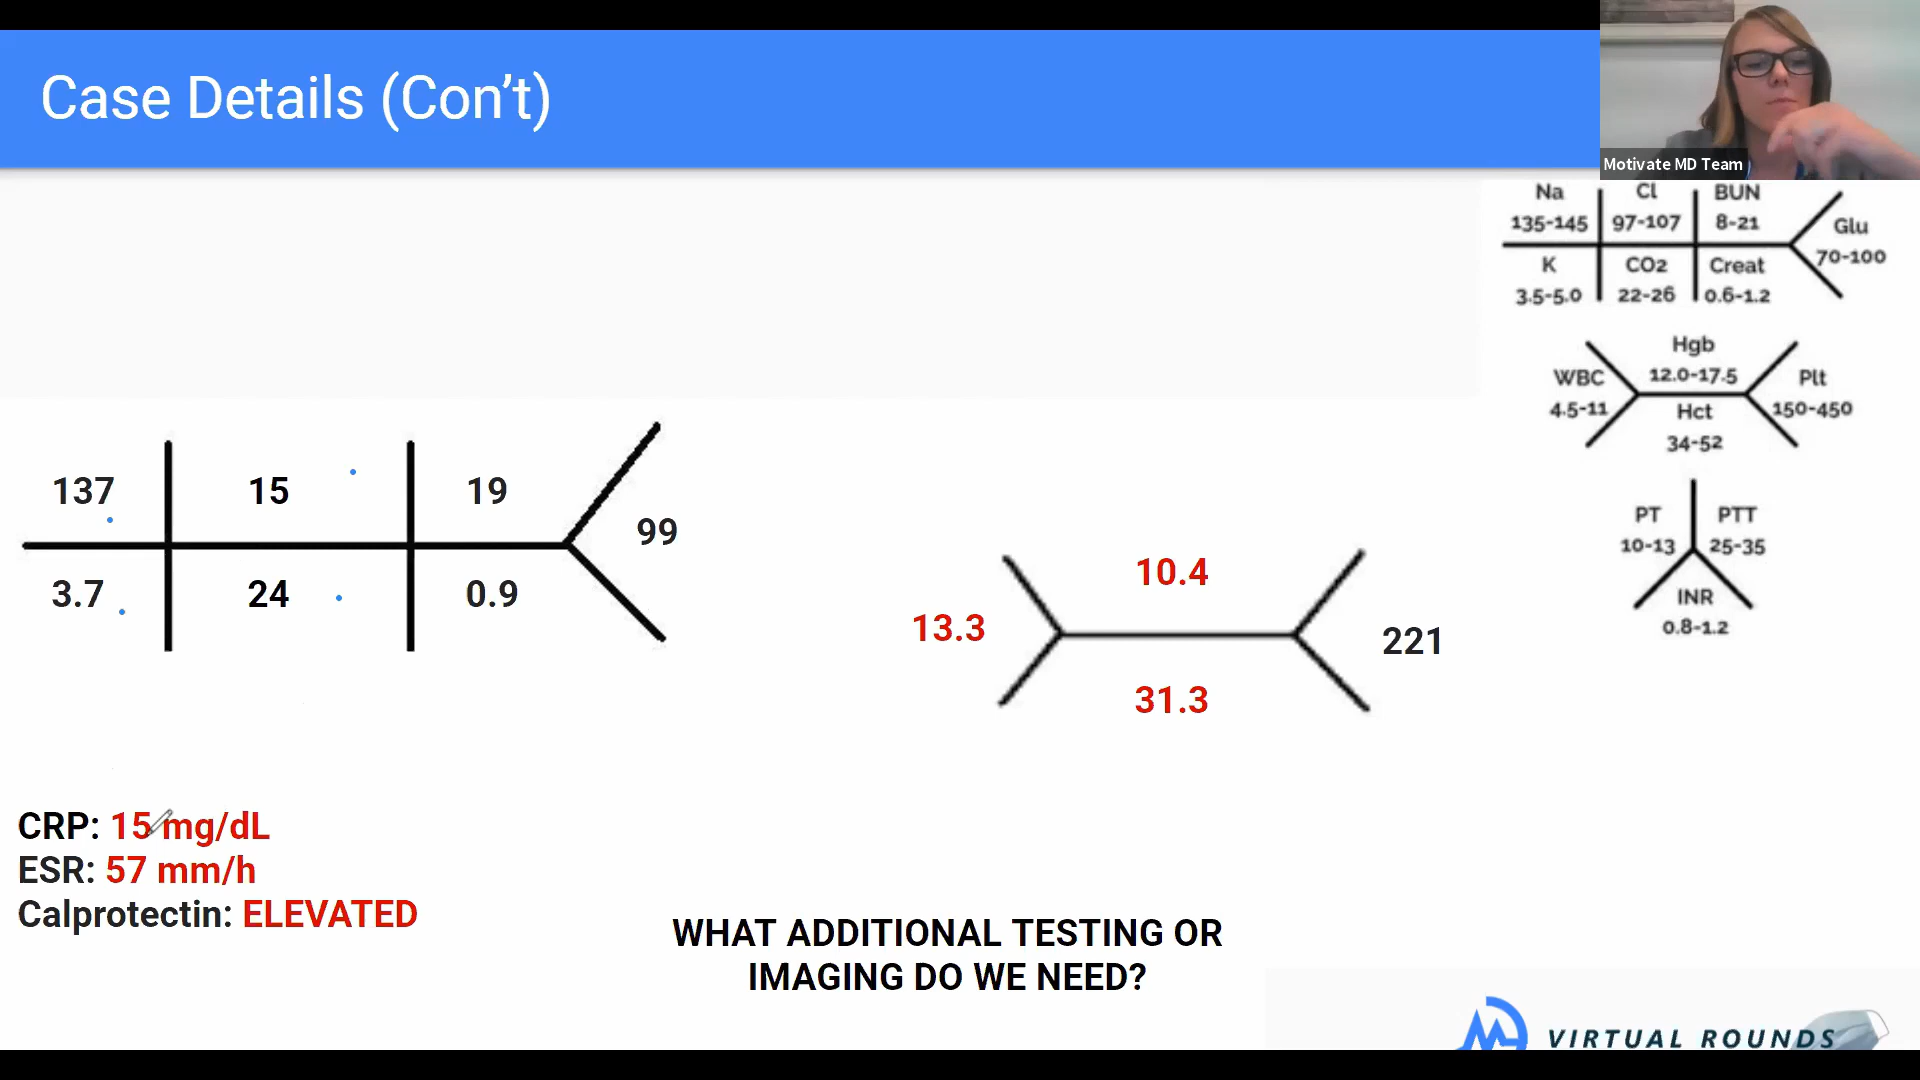 Case Details (Con’t)
Motivate MD Team
Na Cl BUN
135-145 97-107 8-21 Glu
70-100
K CO2 Creat
3.5-5.0 22-26 0.6-1.2
Hgb
WBC 12.0-17.5 Plt
4.5-11 Hct 150-450
34-52
PT PTT
10-13 25-35
INR
0.8-1.2
137 15 19
99
3.7 24 0.9
10.4
13.3 221
31.3
CRP: 15 mg/dL
ESR: 57 mm/h
Calprotectin: ELEVATED
WHAT ADDITIONAL TESTING OR
IMAGING DO WE NEED?
VIRTUAL ROUNDS